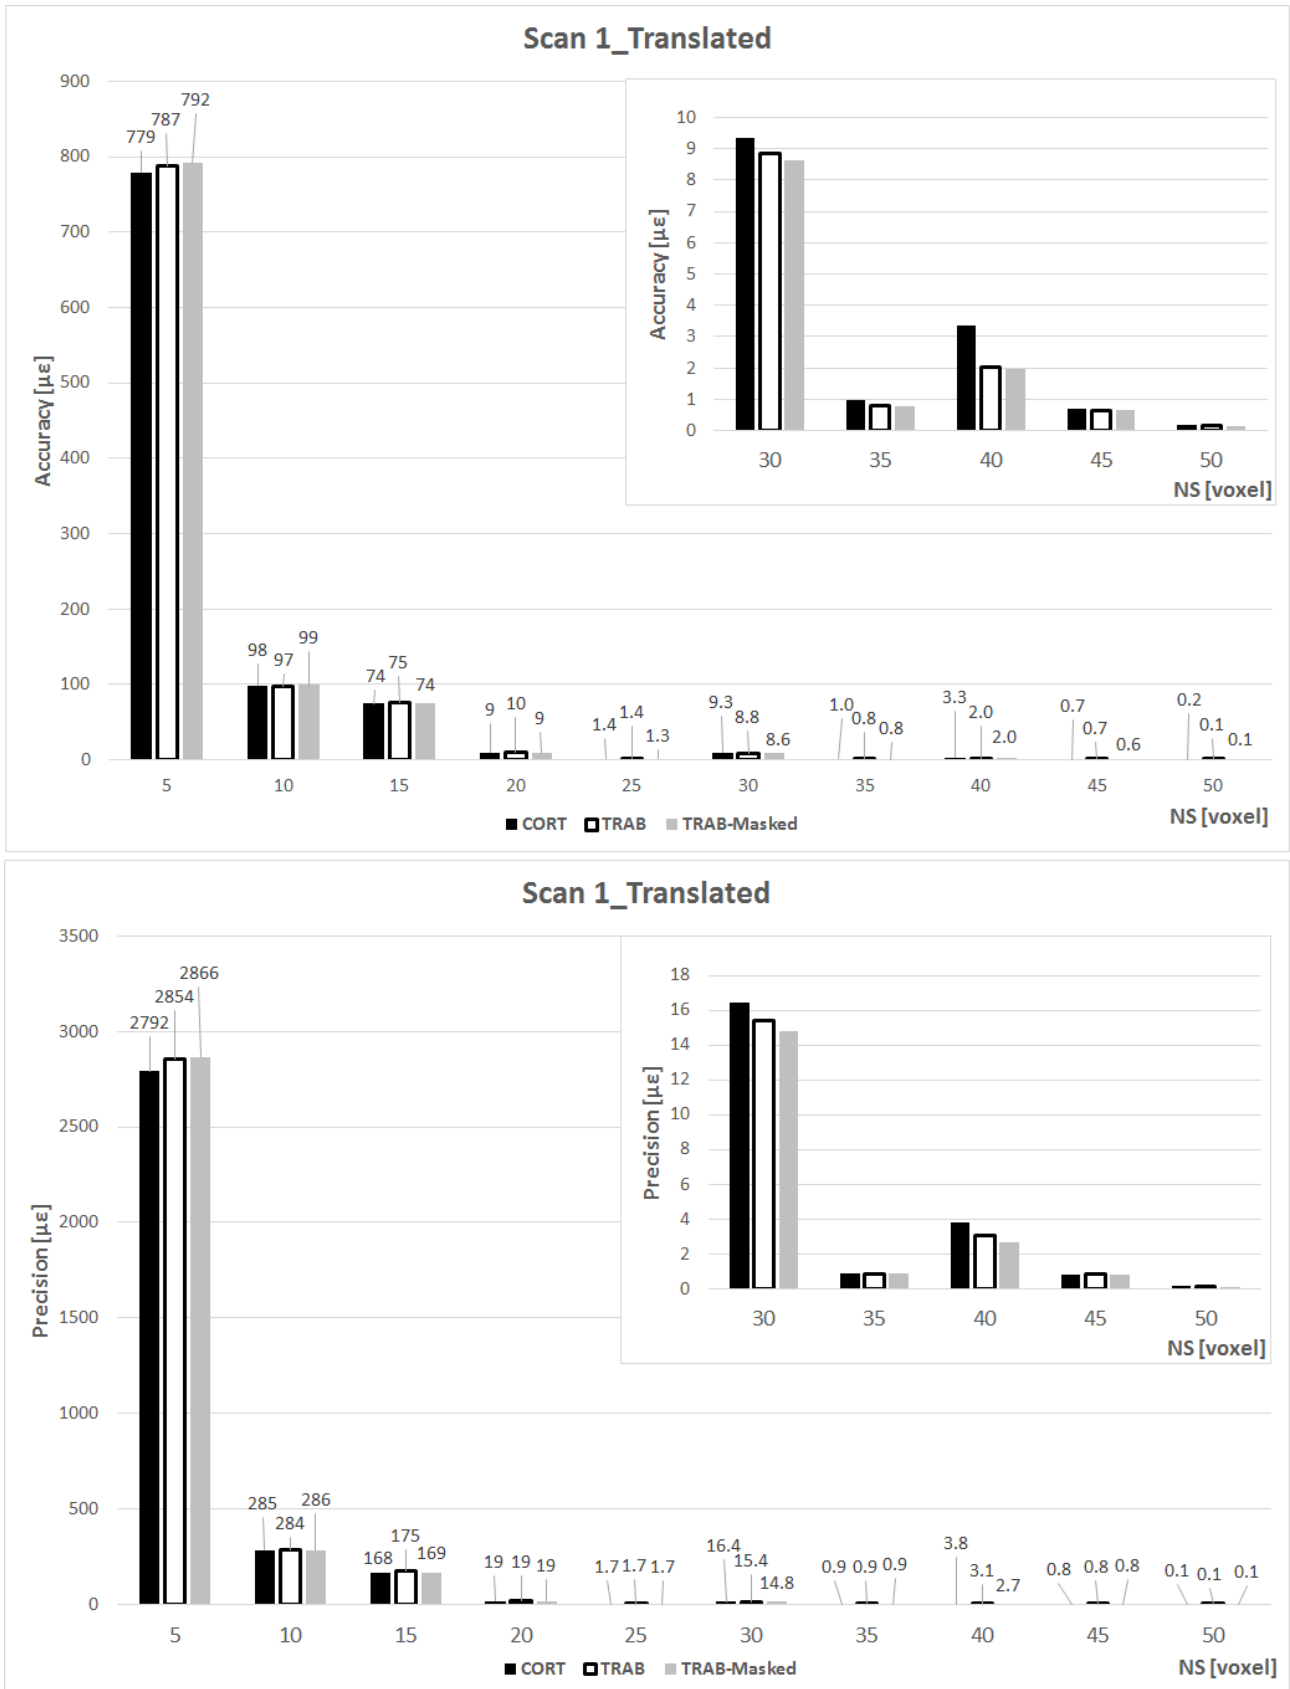 Scan 1_Translated
Accuracy [με]
900
800
700
600
500
400
300
200
100
0
779 787 792
98 97 99
74 75 74
9 10 9
1.4 1.4 1.3
9.3 8.8 8.6
1.0 0.8 0.8
3.3 2.0 2.0
0.7 0.7 0.6
0.2 0.1 0.1
5 10 15 20 25 30 35 40 45 50
NS [voxel]
CORT TRAB TRAB-Masked
Accuracy [με]
10
9
8
7
6
5
4
3
2
1
0
30 35 40 45 50
NS [voxel]
Scan 1_Translated
Precision [με]
3500
3000
2500
2000
1500
1000
500
0
2792 2854 2866
285 284 286
168 175 169
19 19 19
1.7 1.7 1.7
16.4 15.4 14.8
0.9 0.9 0.9
3.8 3.1 2.7
0.8 0.8 0.8
0.1 0.1 0.1
5 10 15 20 25 30 35 40 45 50
NS [voxel]
CORT TRAB TRAB-Masked
Precision [με]
18
16
14
12
10
8
6
4
2
0
30 35 40 45 50
NS [voxel]